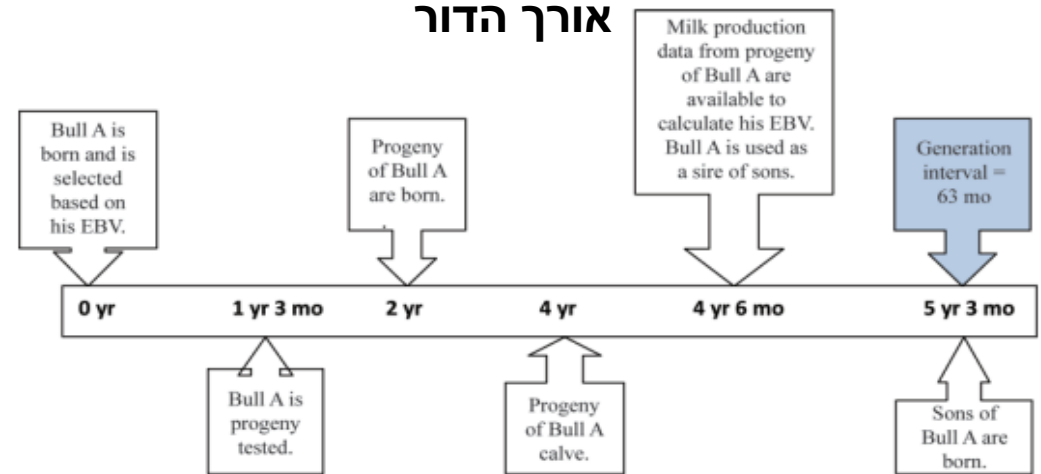 אורך הדור
Bull A is
born and is
selected
based on
his EBV.
Progeny
of Bull A
are born.
Milk production
data from progeny
of Bull A are
available to
calculate his EBV.
Bull A is used as
a sire of sons.
Generation
interval =
63 mo
0 yr 1 yr 3 mo 2 yr 4 yr 4 yr 6 mo 5 yr 3 mo
Bull A is
progeny
tested.
Progeny
of Bull A
calve.
Sons of
Bull A are
born.